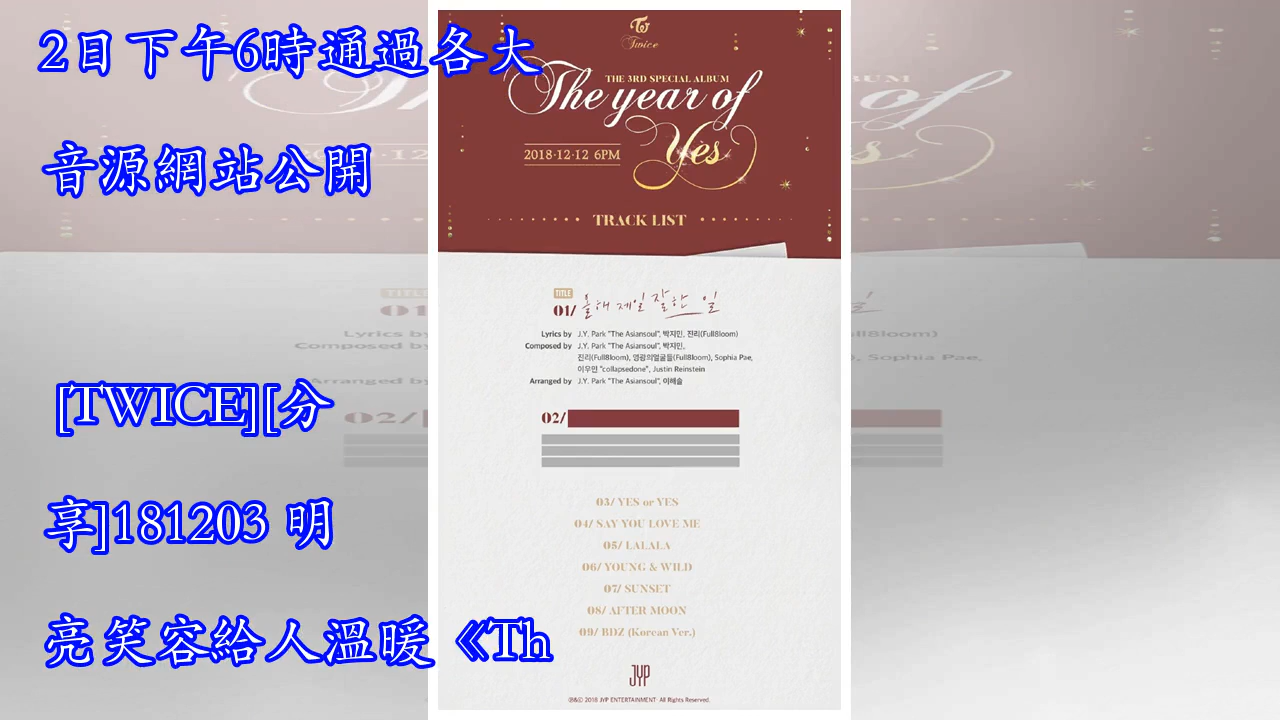 2日下午6時通過各大
音源網站公開
[TWICE][分
享]181203 明
亮笑容給人溫暖《Th
Twice
THE 3RD SPECIAL ALBUM
The year of
Yes
2018·12·12 6PM
TRACK LIST
TITLE
01/ 올해 제일 잘한 일
Lyrics by J.Y. Park "The Asiansoul", 박지민, 진리(Full8loom)
Composed by J.Y. Park "The Asiansoul", 박지민,
진리(Full8loom), 영광의얼굴들(Full8loom), Sophia Pae,
이우민 "collapsedone", Justin Reinstein
Arranged by J.Y. Park "The Asiansoul", 이해솔
02/
03/ YES or YES
04/ SAY YOU LOVE ME
05/ LALALA
06/ YOUNG & WILD
07/ SUNSET
08/ AFTER MOON
09/ BDZ (Korean Ver.)
JYP
℗&© 2018 JYP ENTERTAINMENT All Rights Reserved.